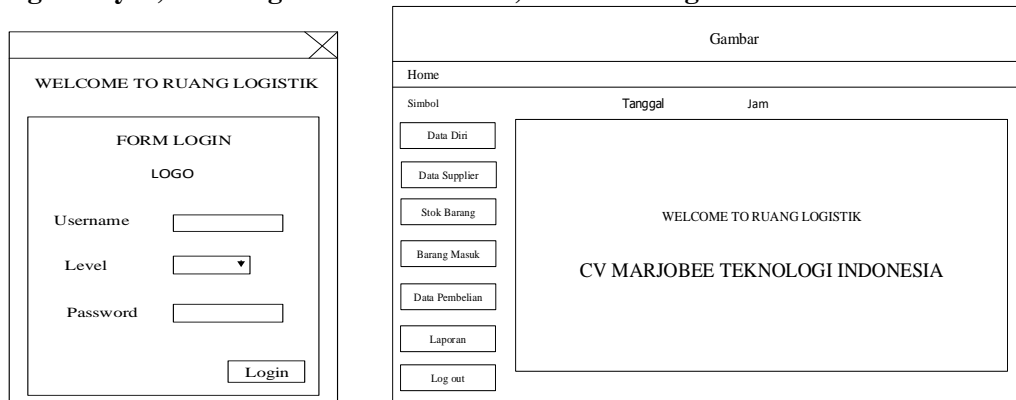 WELCOME TO RUANG LOGISTIK
FORM LOGIN
LOGO
Username
Level
Password
Login
Gambar
Home
Simbol Tanggal Jam
Data Diri
Data Supplier
Stok Barang
Barang Masuk
Data Pembelian
Laporan
Log out
WELCOME TO RUANG LOGISTIK
CV MARJOBEE TEKNOLOGI INDONESIA